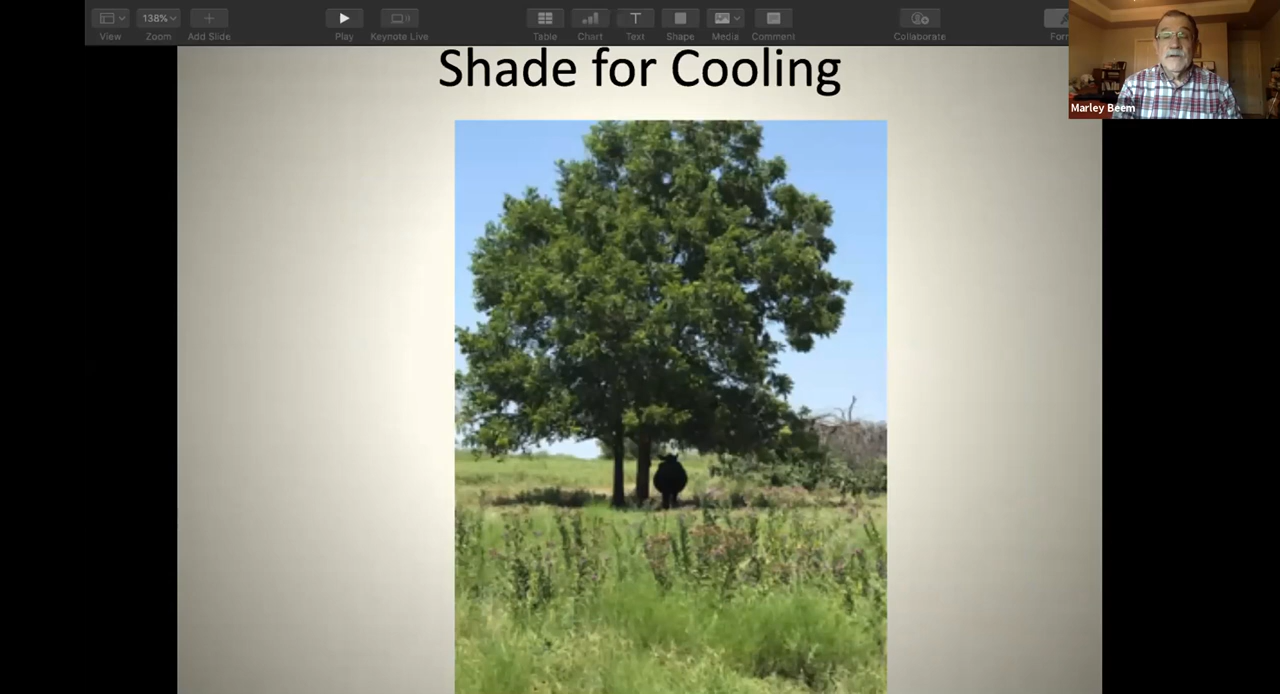 138%
View
Zoom
Add Slide
Play
Keynote Live
Table
Chart
Text
Shape
Media
Comment
Collaborate
Marley Beem
Shade for Cooling